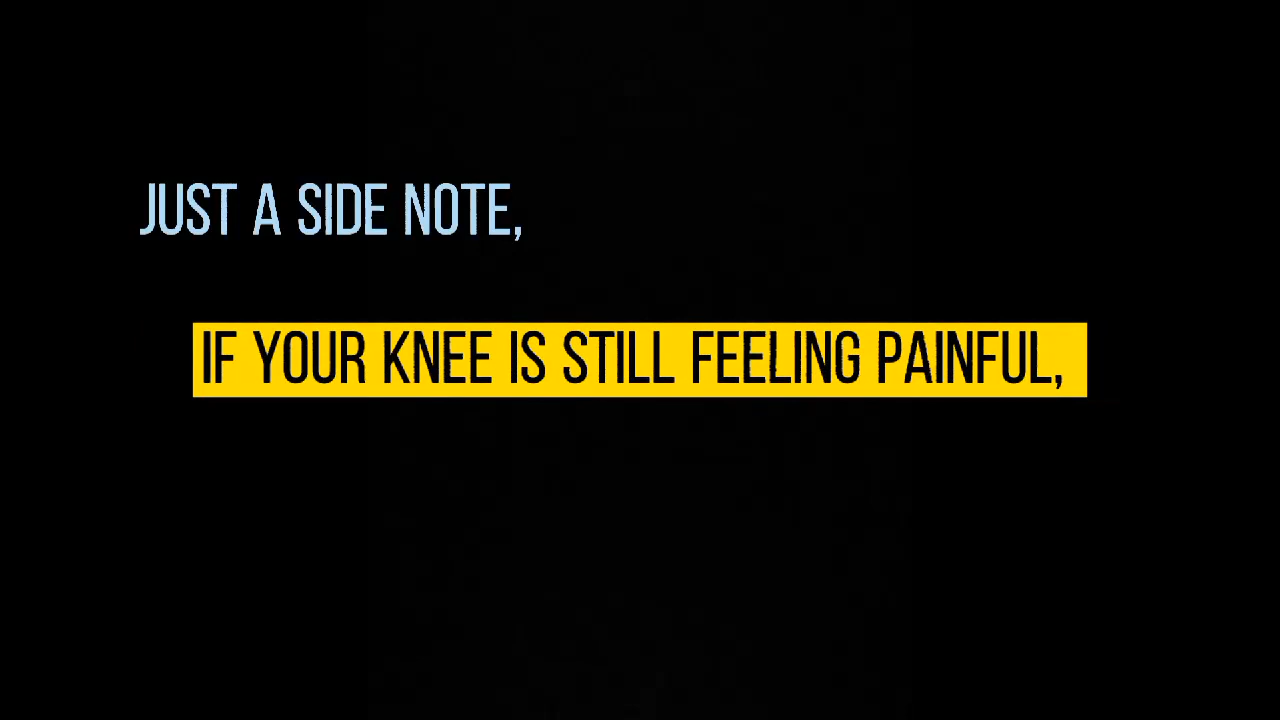 JUST A SIDE NOTE,
IF YOUR KNEE IS STILL FEELING PAINFUL,